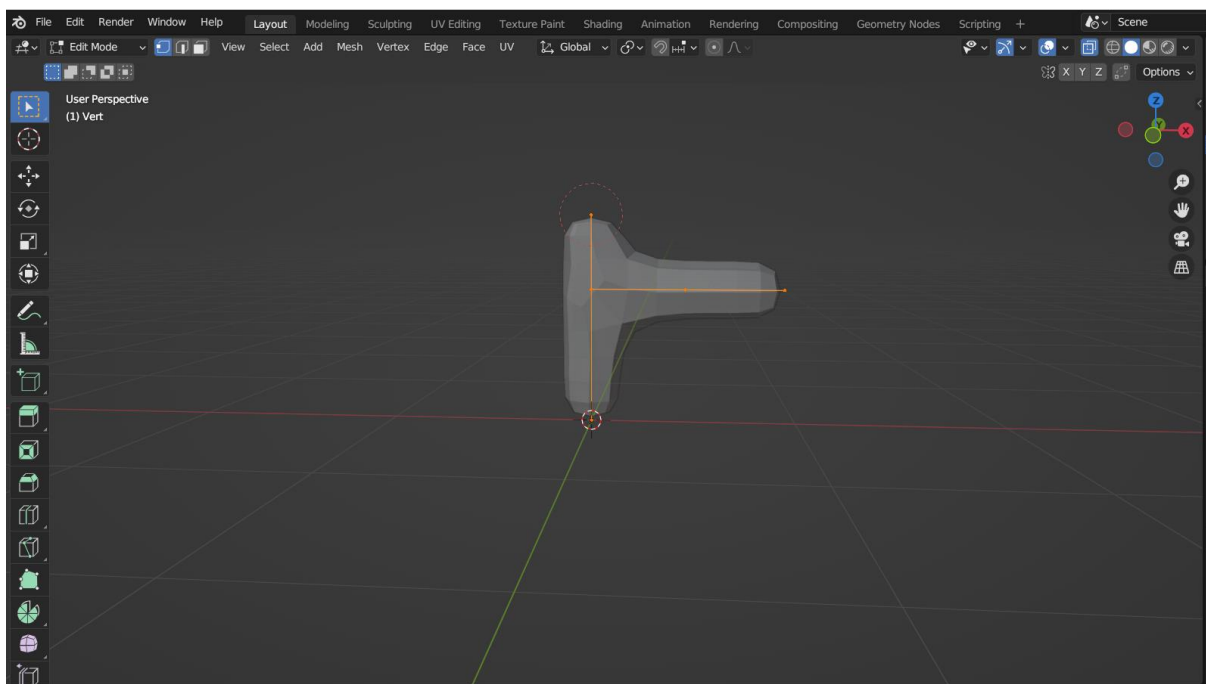 File Edit Render Window Help Layout Modeling Sculpting UV Editing Texture Paint Shading Animation Rendering Compositing Geometry Nodes Scripting + Scene
Edit Mode View Select Add Mesh Vertex Edge Face UV Global
X Y Z Options
User Perspective
(1) Vert
Z
Y
X